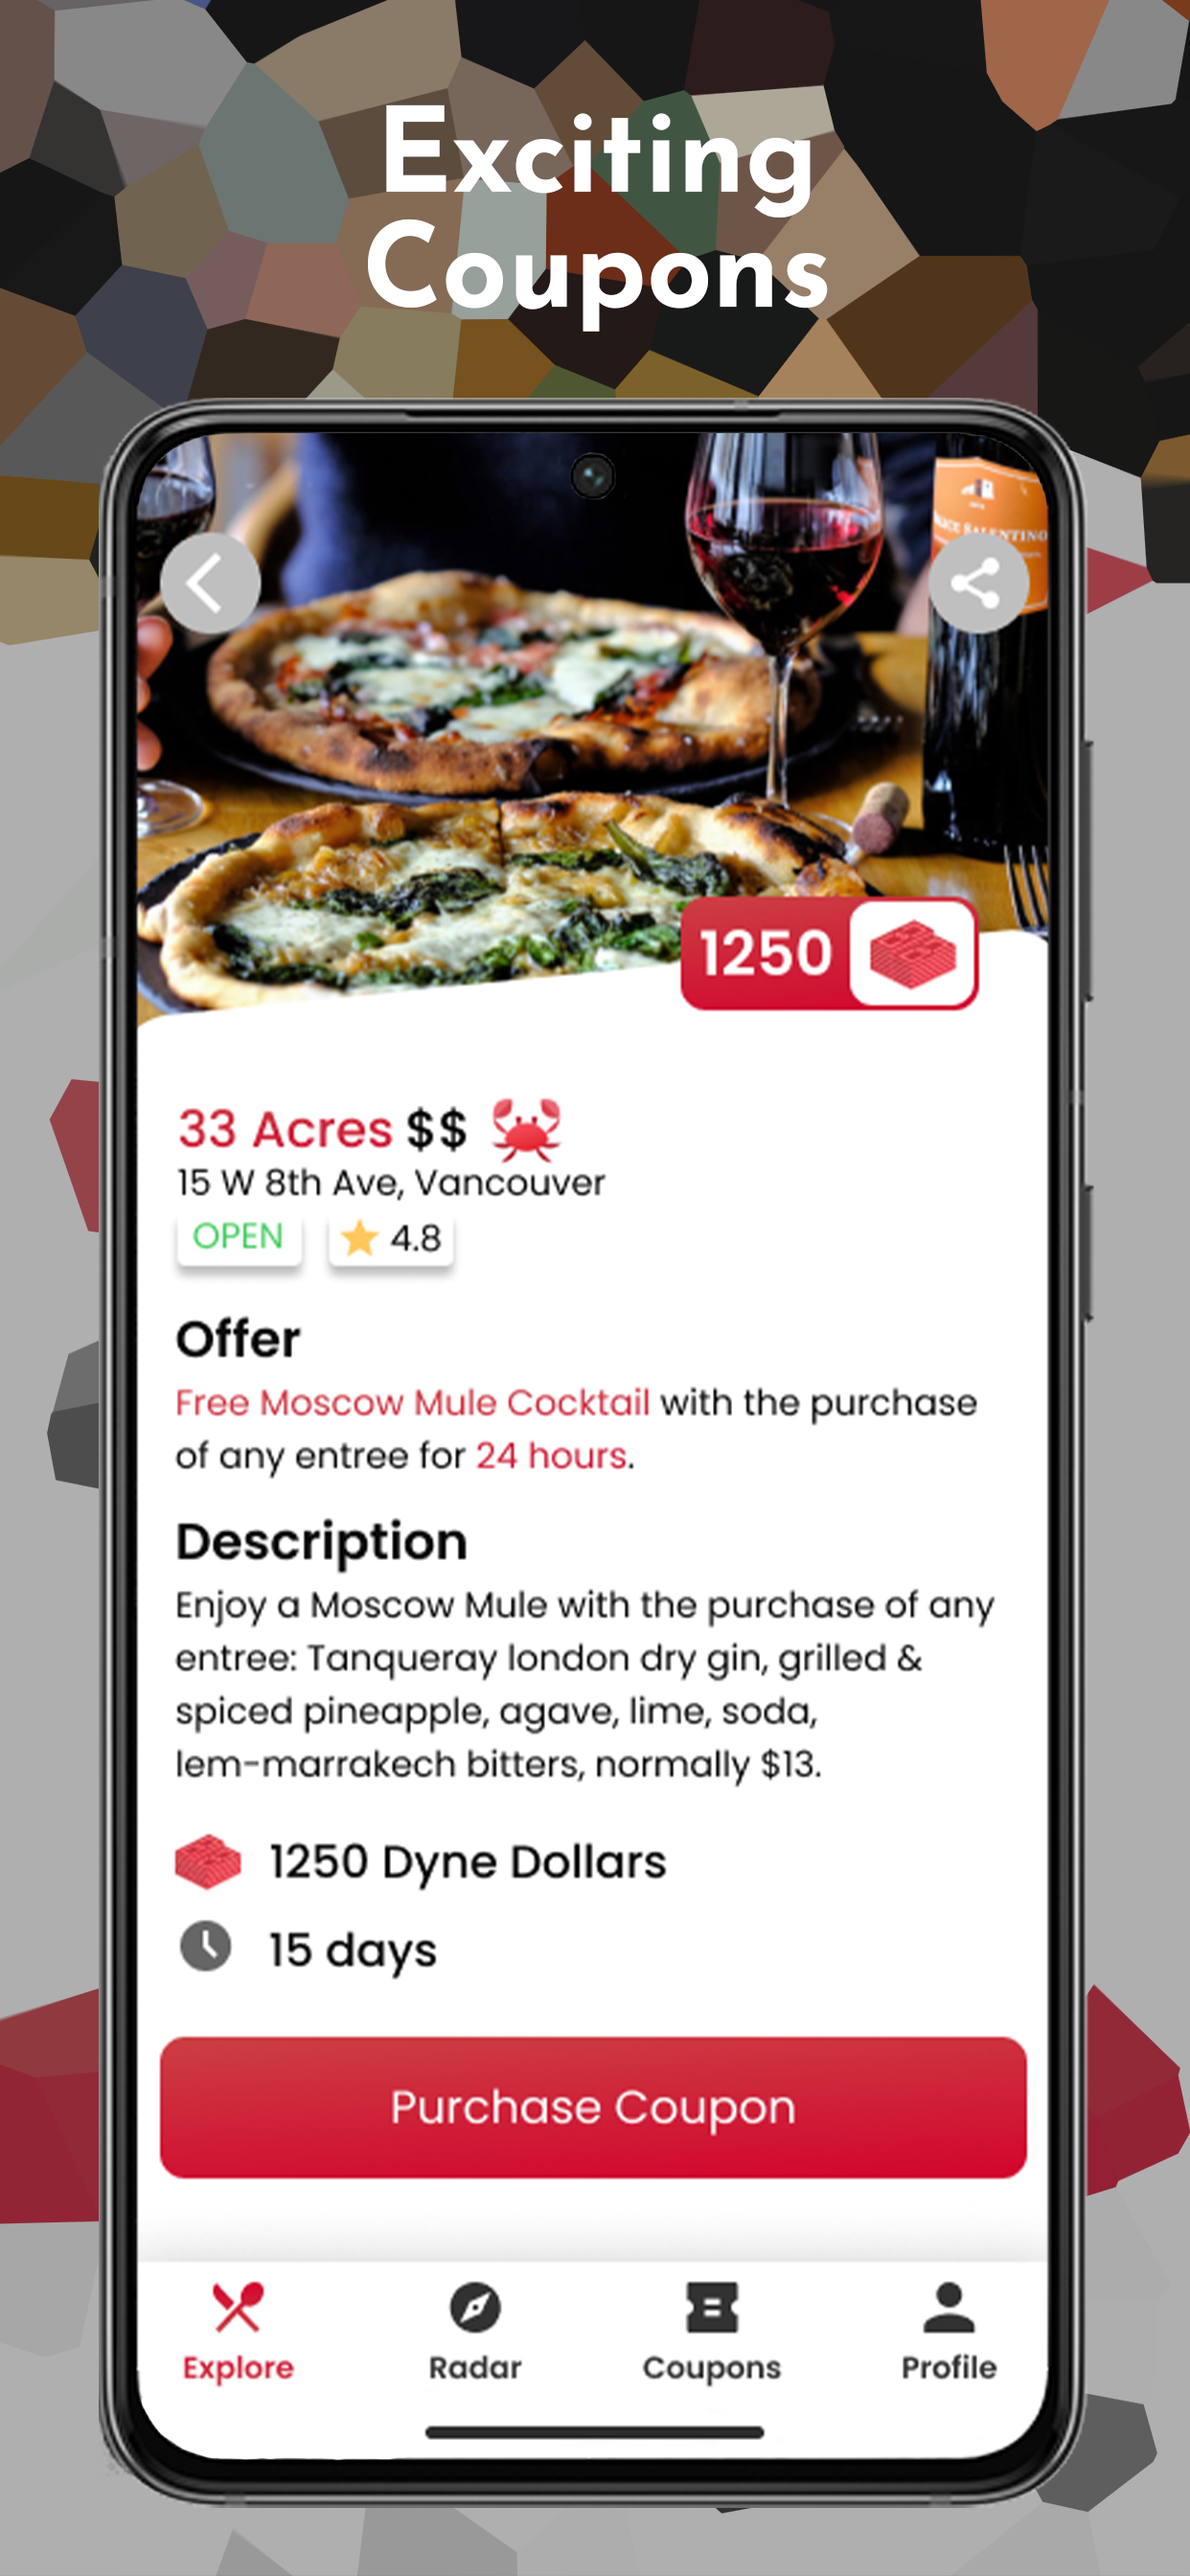 Exciting
Coupons
SALENTINO
1250
33 Acres $$
15 W 8th Ave, Vancouver
OPEN
4.8
Offer
Free Moscow Mule Cocktail with the purchase
of any entree for 24 hours.
Description
Enjoy a Moscow Mule with the purchase of any
entree: Tanqueray london dry gin, grilled &
spiced pineapple, agave, lime, soda,
lem-marrakech bitters, normally $13.
1250 Dyne Dollars
15 days
Purchase Coupon
Explore
Radar
Coupons
Profile